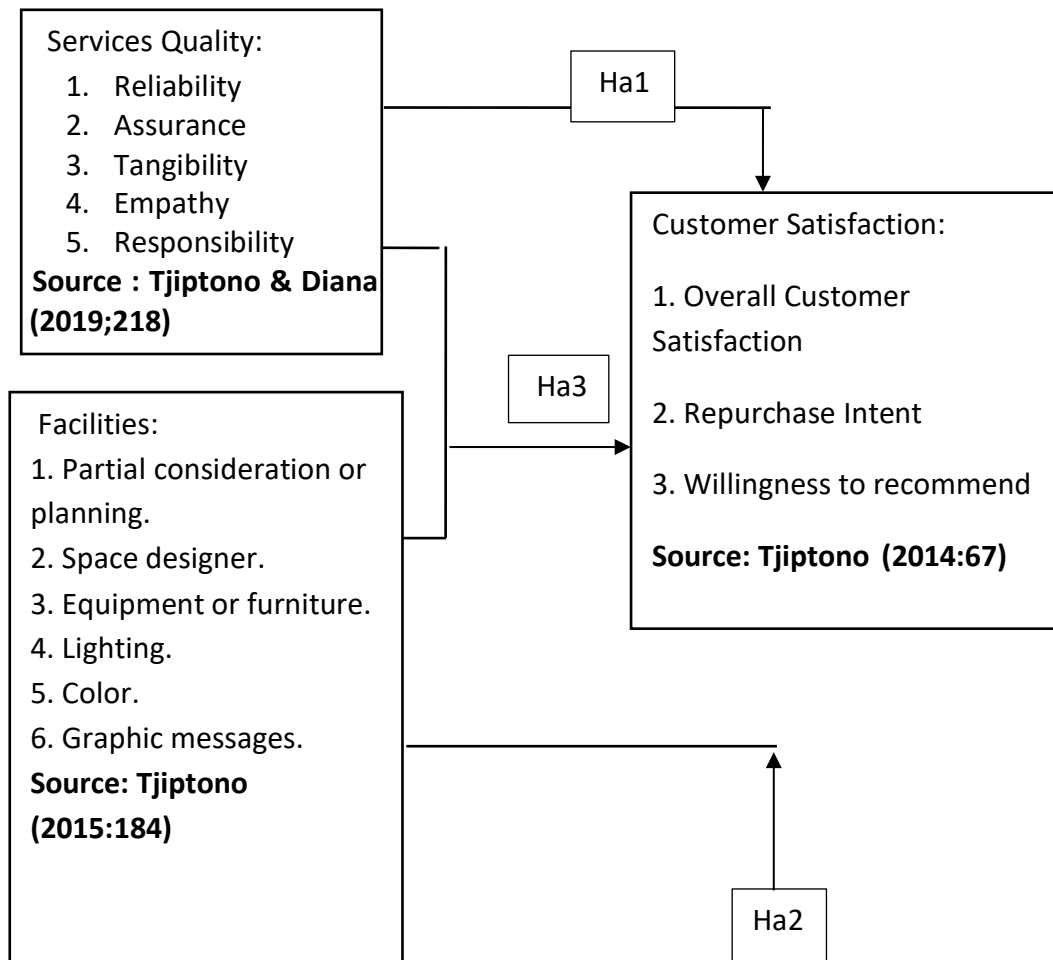 Services Quality:
1. Reliability
2. Assurance
3. Tangibility
4. Empathy
5. Responsibility
Source : Tjiptono & Diana
(2019;218)
Ha1
Customer Satisfaction:
1. Overall Customer
Satisfaction
2. Repurchase Intent
3. Willingness to recommend
Source: Tjiptono (2014:67)
Ha3
Facilities:
1. Partial consideration or
planning.
2. Space designer.
3. Equipment or furniture.
4. Lighting.
5. Color.
6. Graphic messages.
Source: Tjiptono
(2015:184)
Ha2